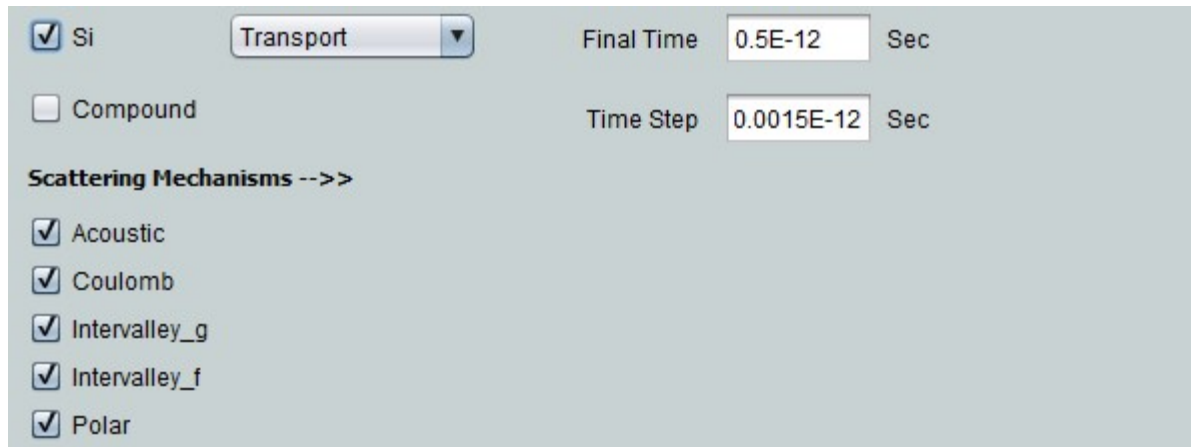 Si Transport Final Time 0.5E-12 Sec
Compound Time Step 0.0015E-12 Sec
Scattering Mechanisms -->>
Acoustic
Coulomb
Intervalley_g
Intervalley_f
Polar